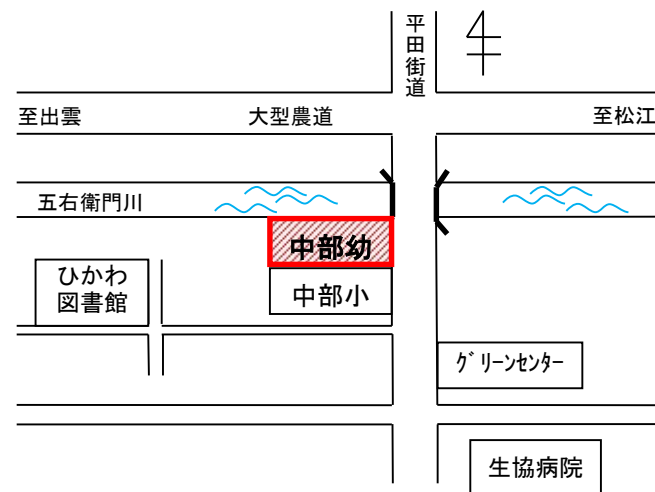 平田街道
至出雲
大型農道
至松江
五右衛門川
中部幼
ひかわ
図書館
中部小
グリーンセンター
生協病院